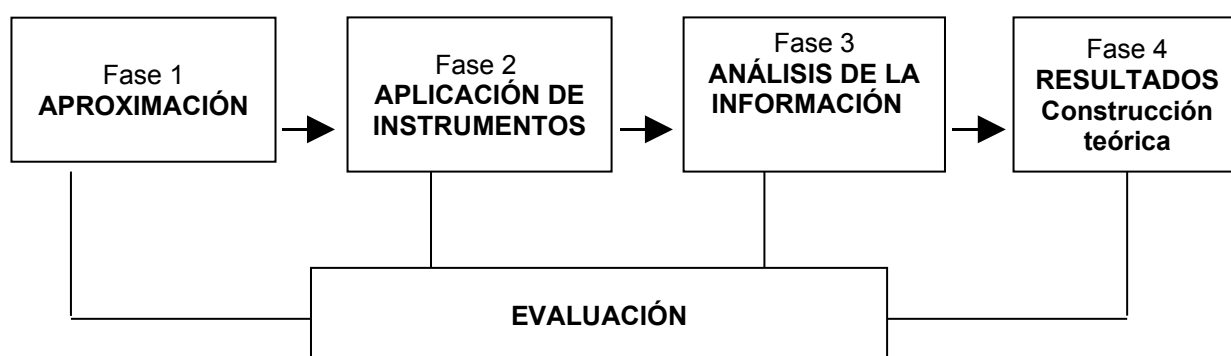 Fase 1
APROXIMACIÓN
Fase 2
APLICACIÓN DE
INSTRUMENTOS
Fase 3
ANÁLISIS DE LA
INFORMACIÓN
Fase 4
RESULTADOS
Construcción
teórica
EVALUACIÓN